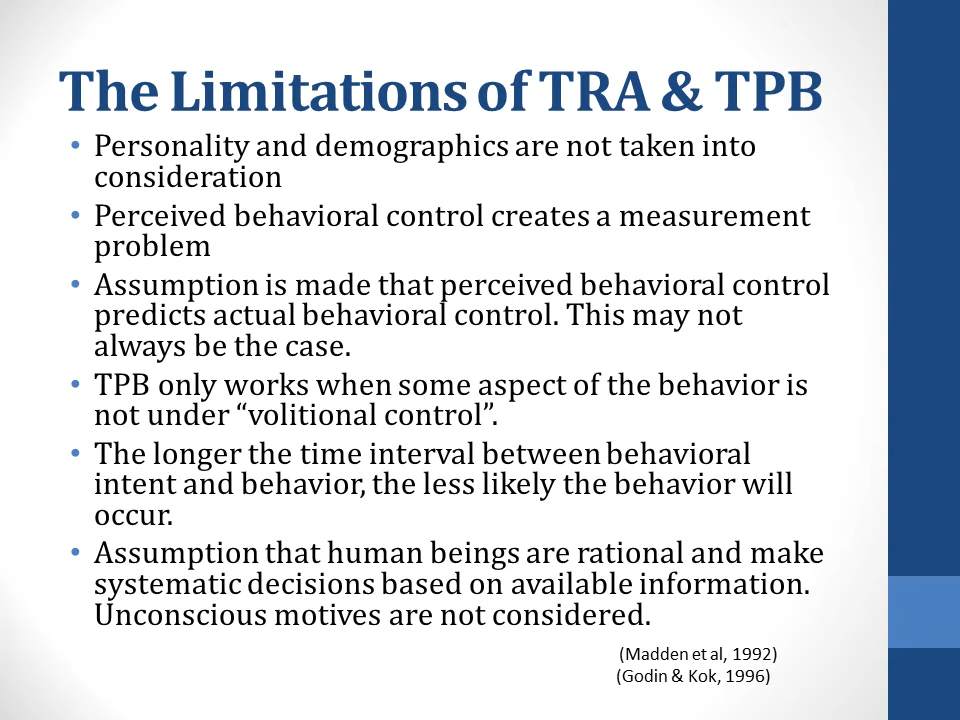 The Limitations of TRA & TPB
• Personality and demographics are not taken into
consideration
• Perceived behavioral control creates a measurement
problem
• Assumption is made that perceived behavioral control
predicts actual behavioral control. This may not
always be the case.
• TPB only works when some aspect of the behavior is
not under “volitional control”.
• The longer the time interval between behavioral
intent and behavior, the less likely the behavior will
occur.
• Assumption that human beings are rational and make
systematic decisions based on available information.
Unconscious motives are not considered.
(Madden et al, 1992)
(Godin & Kok, 1996)